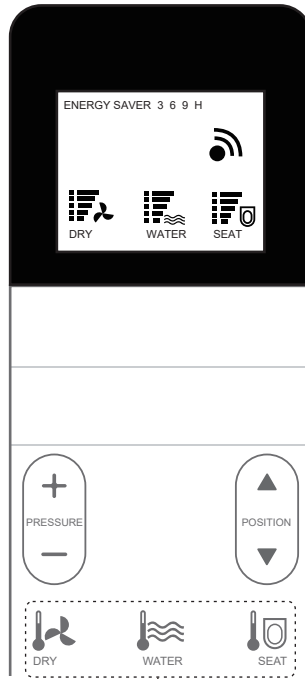 ENERGY SAVER 3 6 9 H
DRY WATER SEAT
PRESSURE POSITION
DRY WATER SEAT